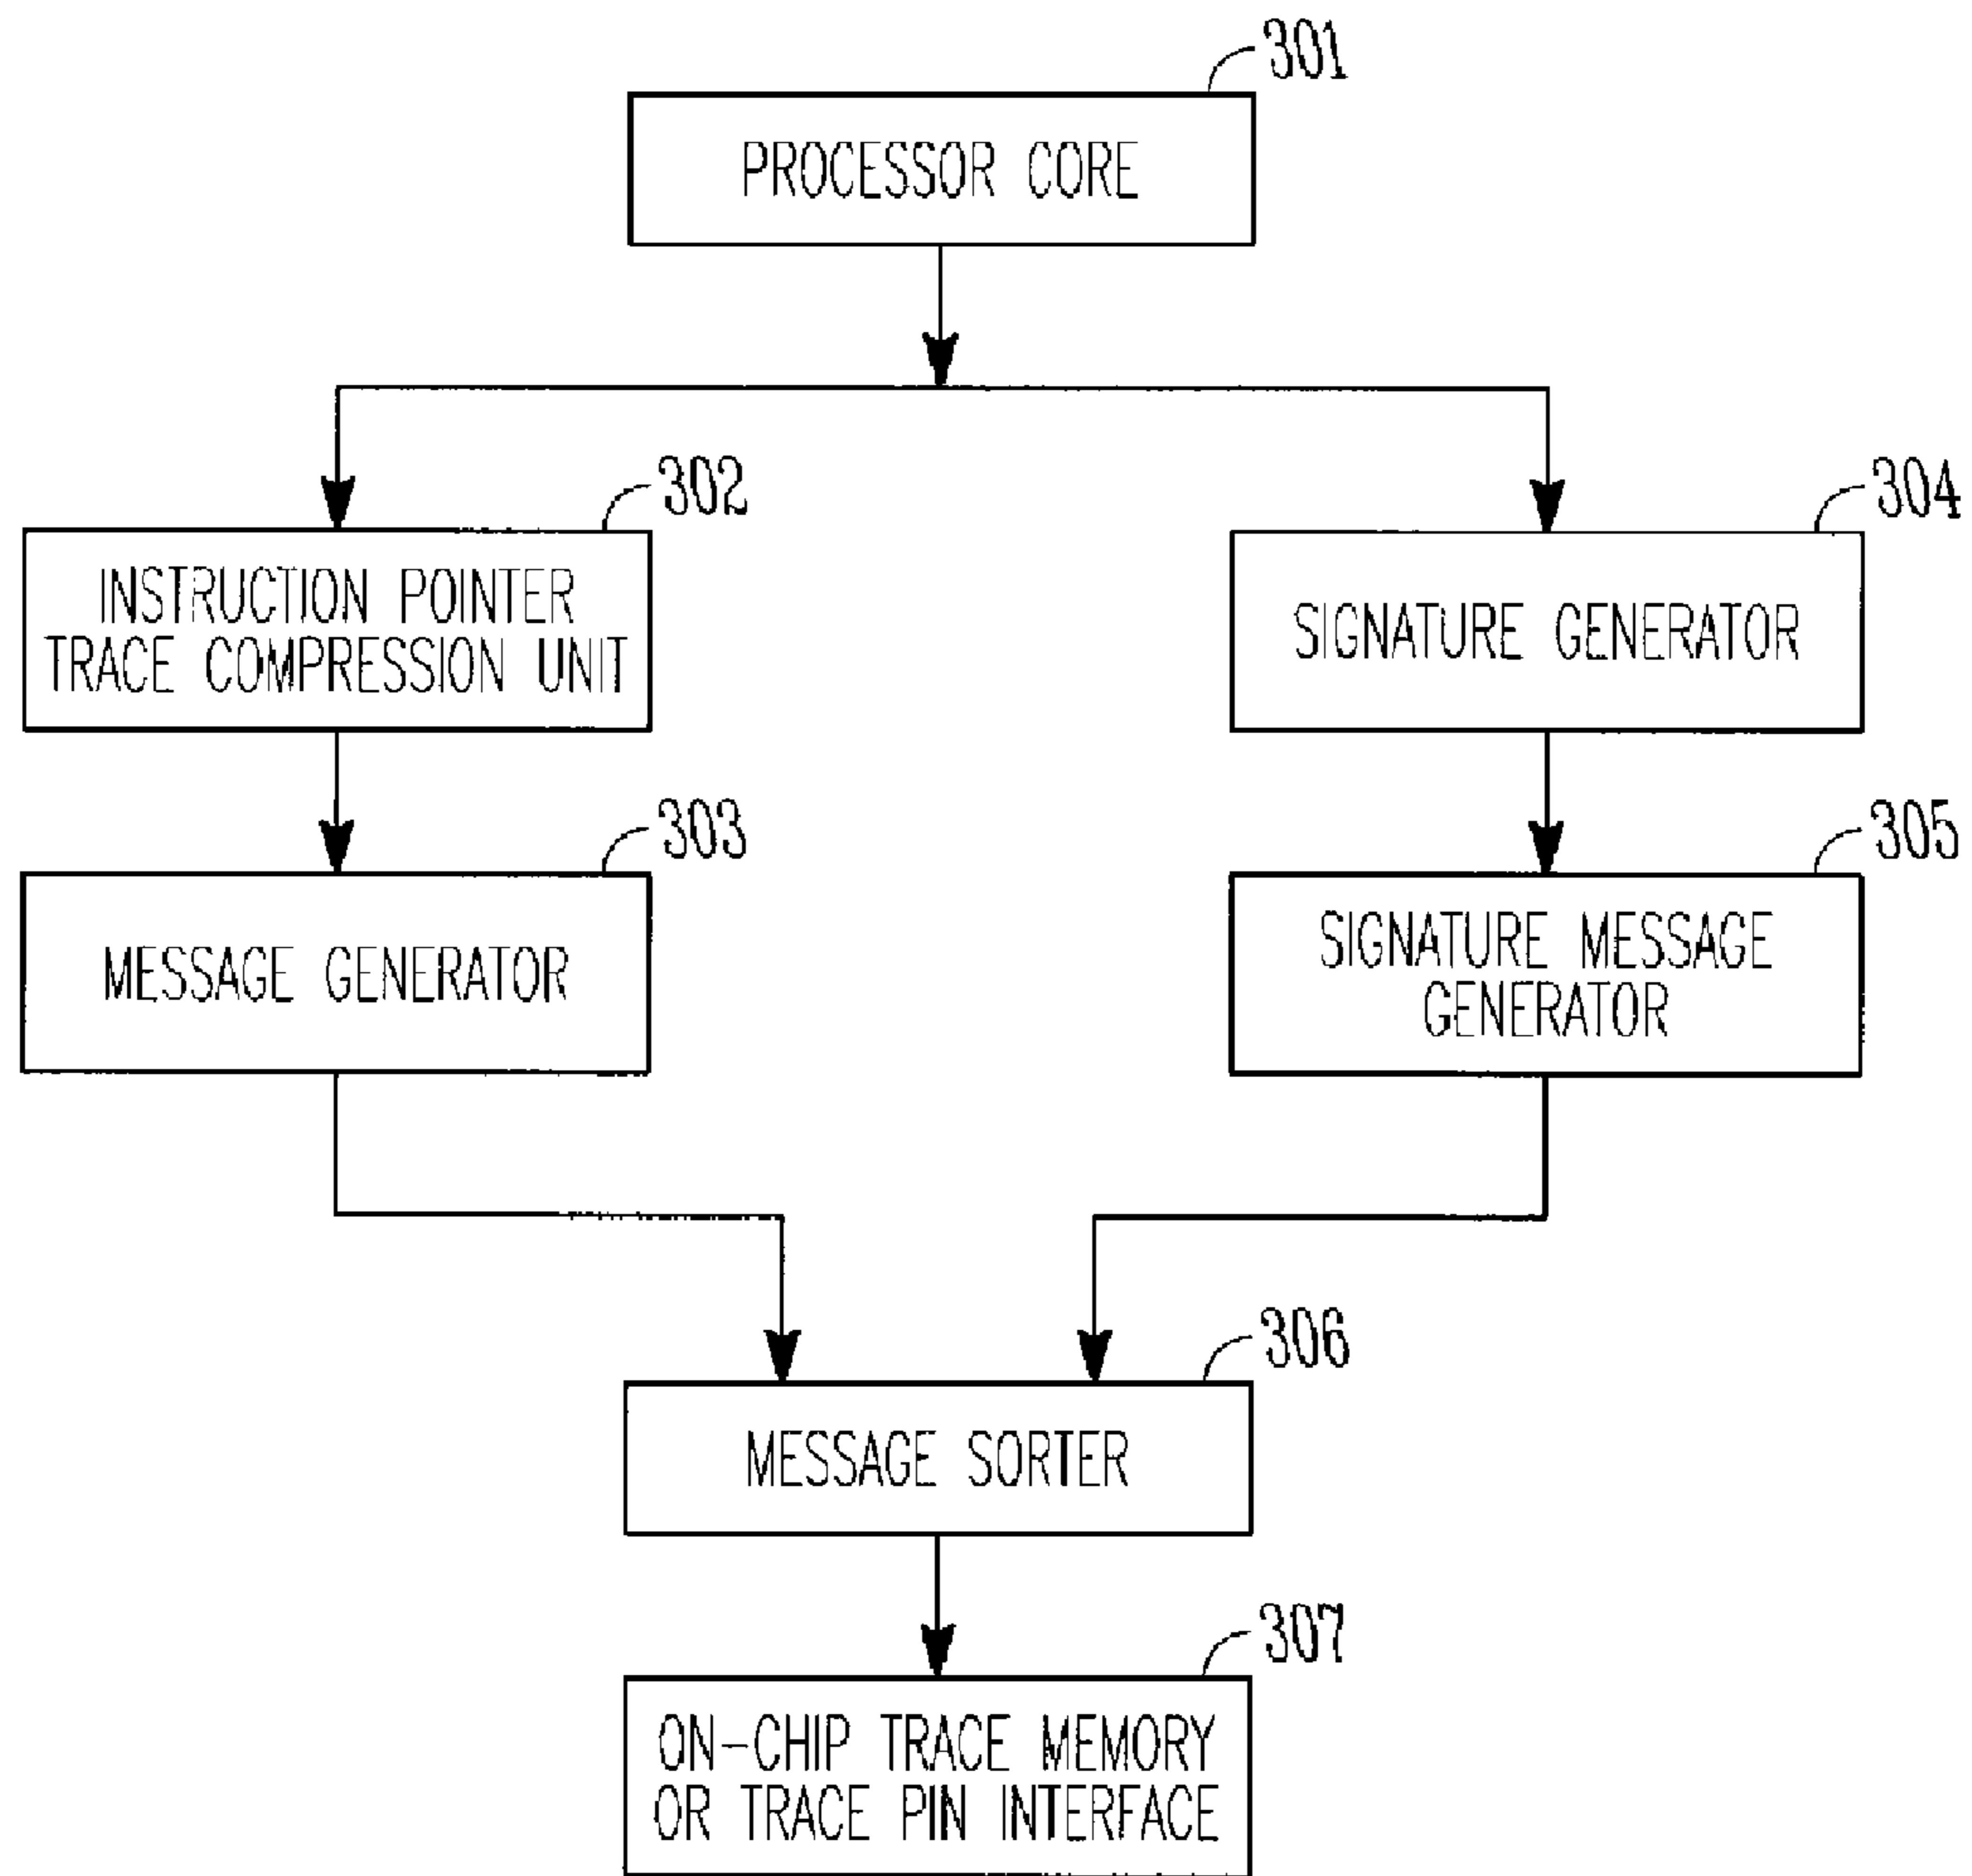 301
PROCESSOR CORE
302
304
INSTRUCTION POINTER
TRACE COMPRESSION UNIT
SIGNATURE GENERATOR
303
305
MESSAGE GENERATOR
SIGNATURE MESSAGE
GENERATOR
306
MESSAGE SORTER
307
ON-CHIP TRACE MEMORY
OR TRACE PIN INTERFACE